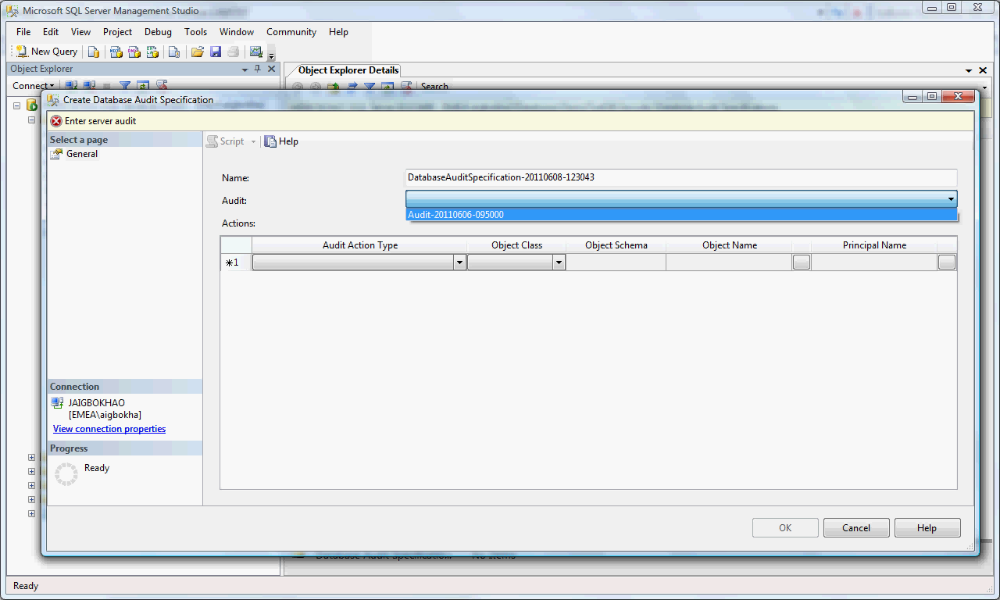 Microsoft SQL Server Management Studio
File Edit View Project Debug Tools Window Community Help
New Query
Object Explorer
Object Explorer Details
Connect
Search
Create Database Audit Specification
Enter server audit
Select a page
General
Script Help
Name: DatabaseAuditSpecification-20110608-123043
Audit:
Audit-20110606-095000
Actions:
Audit Action Type Object Class Object Schema Object Name Principal Name
1
Connection
JAIGBOKHAO
[EMEA\aigbokha]
View connection properties
Progress
Ready
OK Cancel Help
Database Audit Specificatio... No Items
Ready